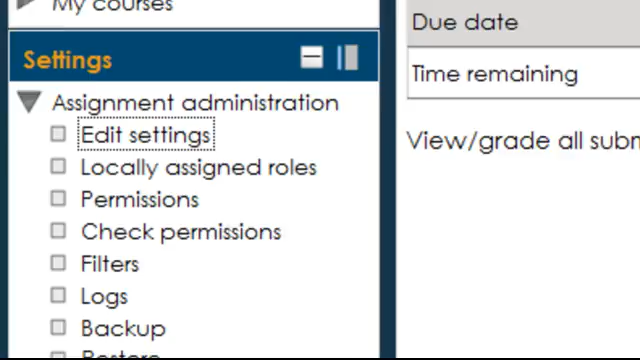 My courses
Settings
Assignment administration
Edit settings
Locally assigned roles
Permissions
Check permissions
Filters
Logs
Backup
Restore
Due date
Time remaining
View/grade all subm